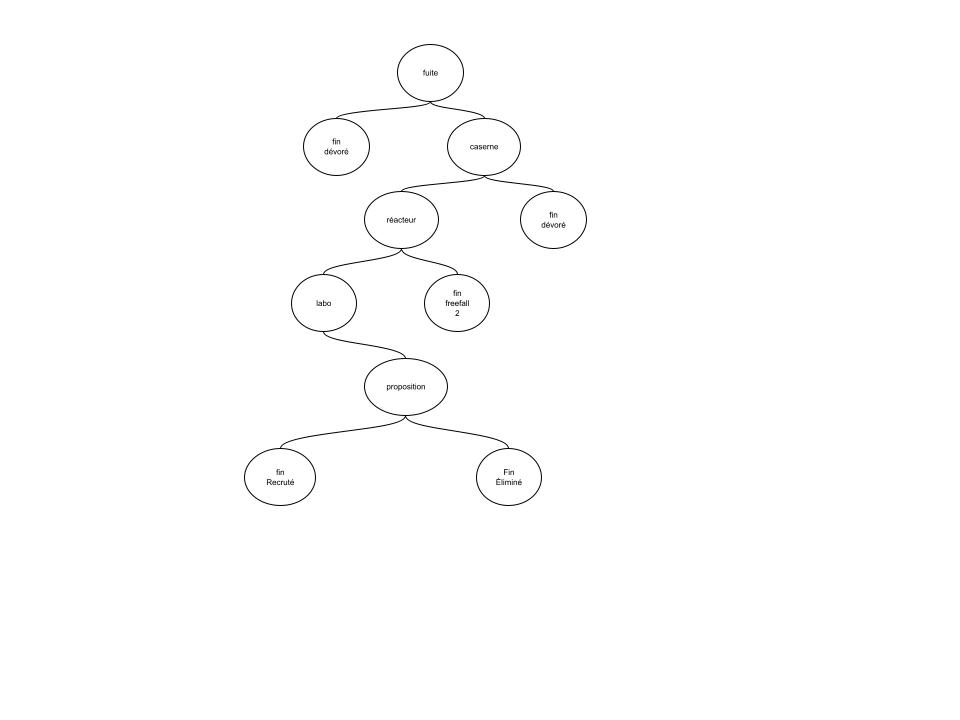 fuite
fin
dévoré
caserne
réacteur
fin
dévoré
labo
fin
freefall
2
proposition
fin
Recruté
Fin
Éliminé